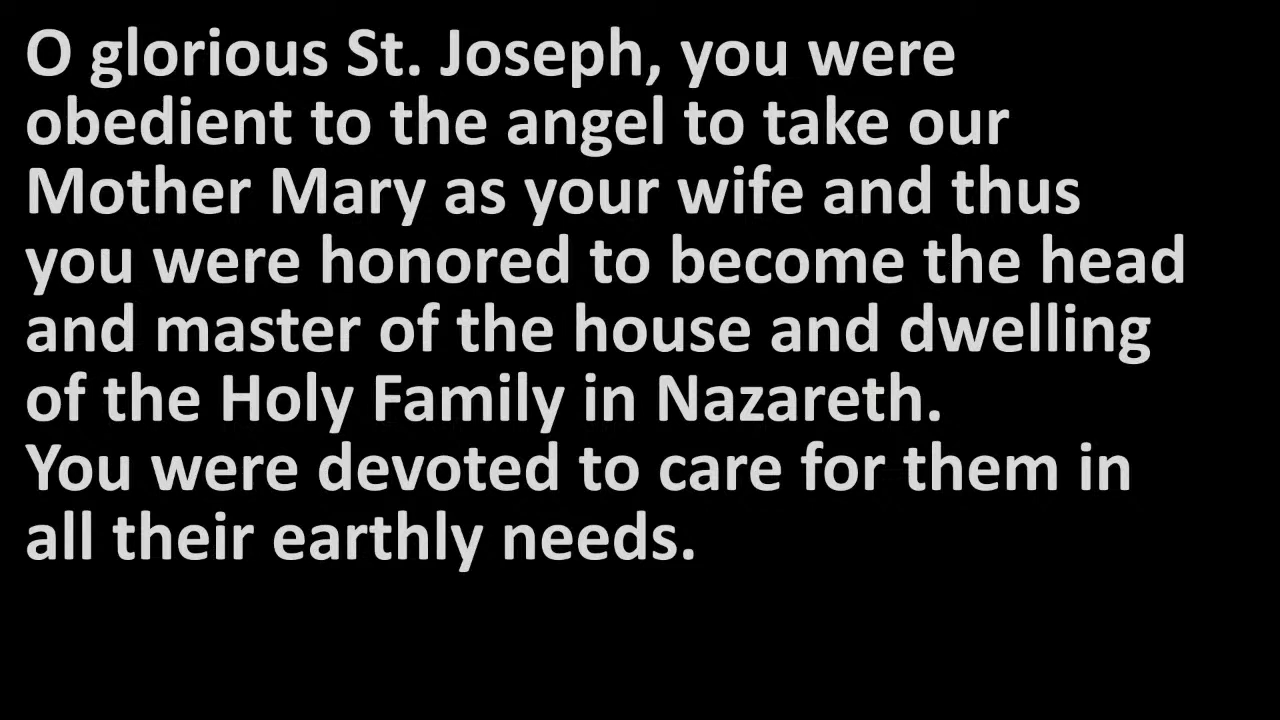 O glorious St. Joseph, you were
obedient to the angel to take our
Mother Mary as your wife and thus
you were honored to become the head
and master of the house and dwelling
of the Holy Family in Nazareth.
You were devoted to care for them in
all their earthly needs.